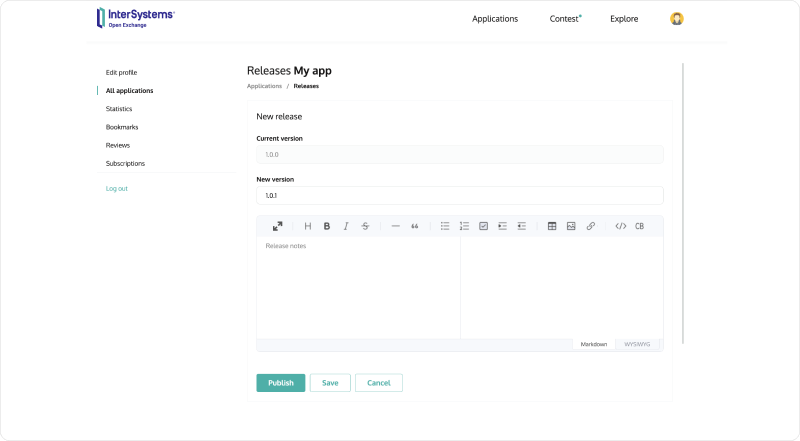 InterSystems
Open Exchange
Applications
Contest
Explore
Edit profile
All applications
Statistics
Bookmarks
Reviews
Subscriptions
Log out
Releases My app
Applications / Releases
New release
Current version
1.0.0
New version
1.0.1
H B I S — 66 </> CB
Release notes
Markdown WYSIWYG
Publish Save Cancel